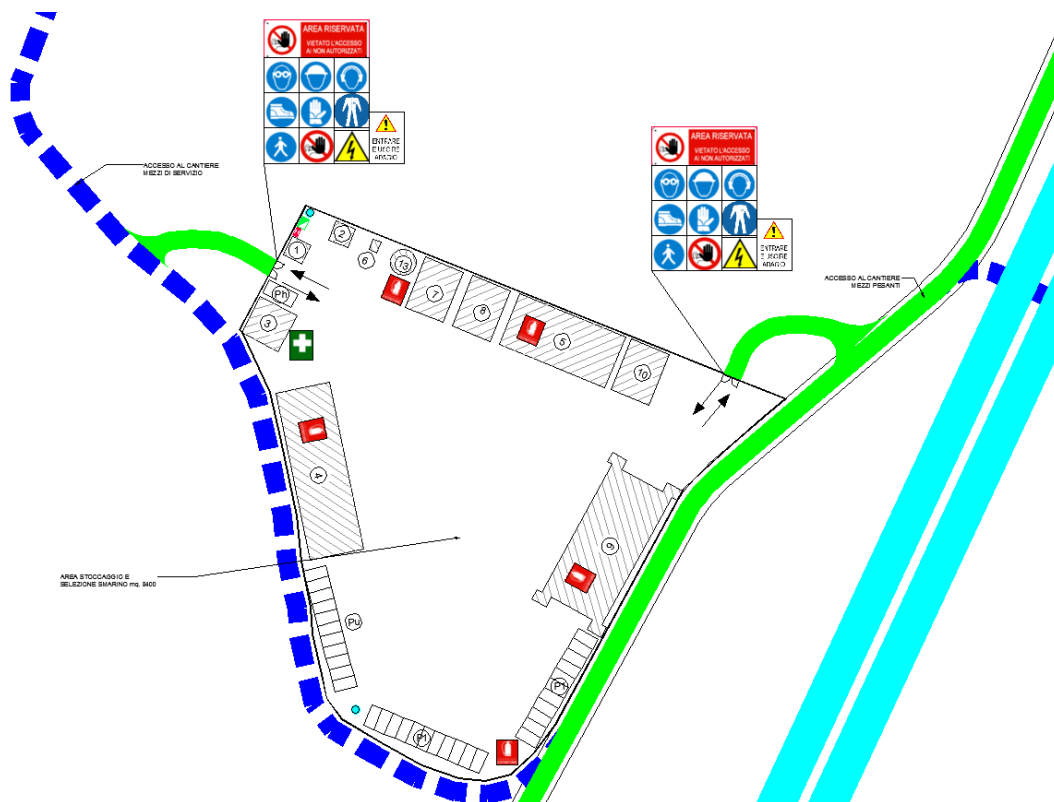 AREA RISERVATA
VIETATO L'ACCESSO
AI NON AUTORIZZATI
ENTRARE
E USCIRE
ADAGIO
ACCESSO AL CANTIERE
MEZZI DI SERVIZIO
AREA RISERVATA
VIETATO L'ACCESSO
AI NON AUTORIZZATI
ENTRARE
E USCIRE
ADAGIO
ACCESSO AL CANTIERE
MEZZI PESANTI
1
2
6
13
7
8
5
10
Ph
3
4
9
AREA STOCCAGGIO E
SELEZIONE SMARINO mq. 9400
Pu
P1
P1